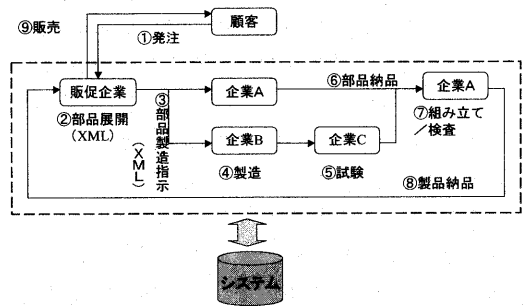 ⑨販売
顧客
①発注
販促企業
②部品展開
(XML)
③部品製造指示
(XML)
企業A
⑥部品納品
企業A
⑦組み立て
／検査
企業B
企業C
④製造
⑤試験
⑧製品納品
システム